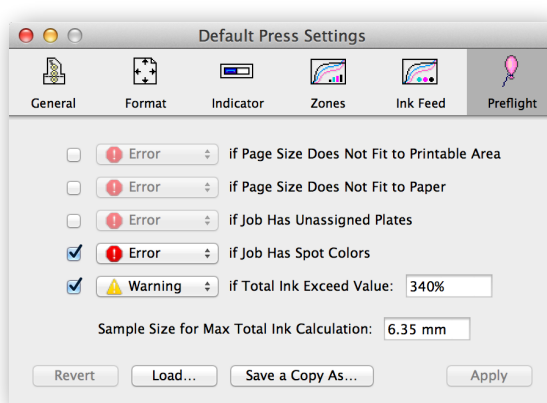 Default Press Settings
General Format Indicator Zones Ink Feed Preflight
Error if Page Size Does Not Fit to Printable Area
Error if Page Size Does Not Fit to Paper
Error if Job Has Unassigned Plates
Error if Job Has Spot Colors
Warning if Total Ink Exceed Value: 340%
Sample Size for Max Total Ink Calculation: 6.35 mm
Revert Load... Save a Copy As... Apply